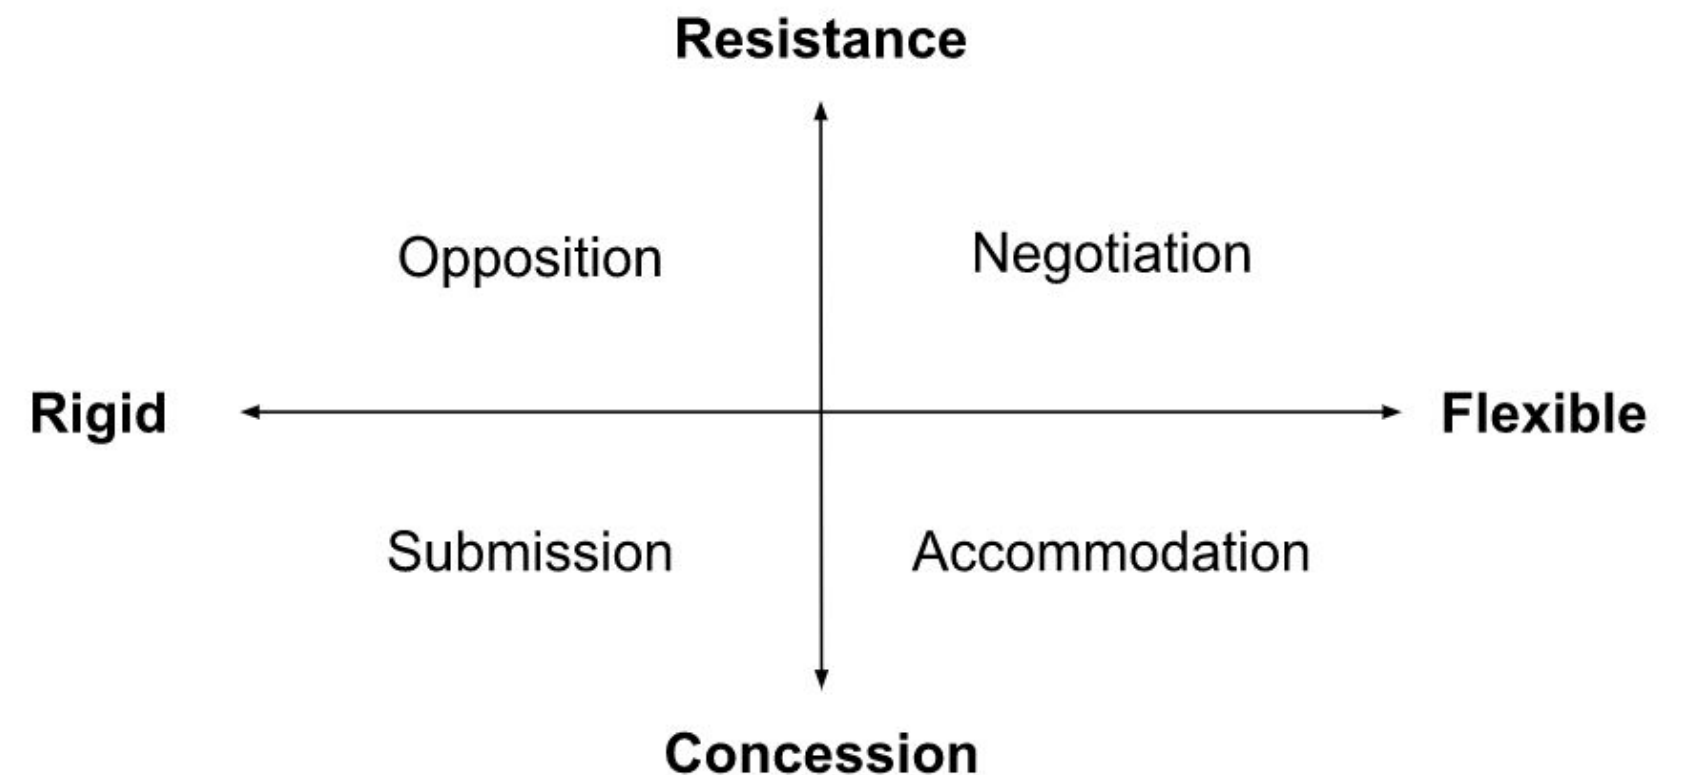 Resistance
Opposition
Negotiation
Rigid
Flexible
Submission
Accommodation
Concession